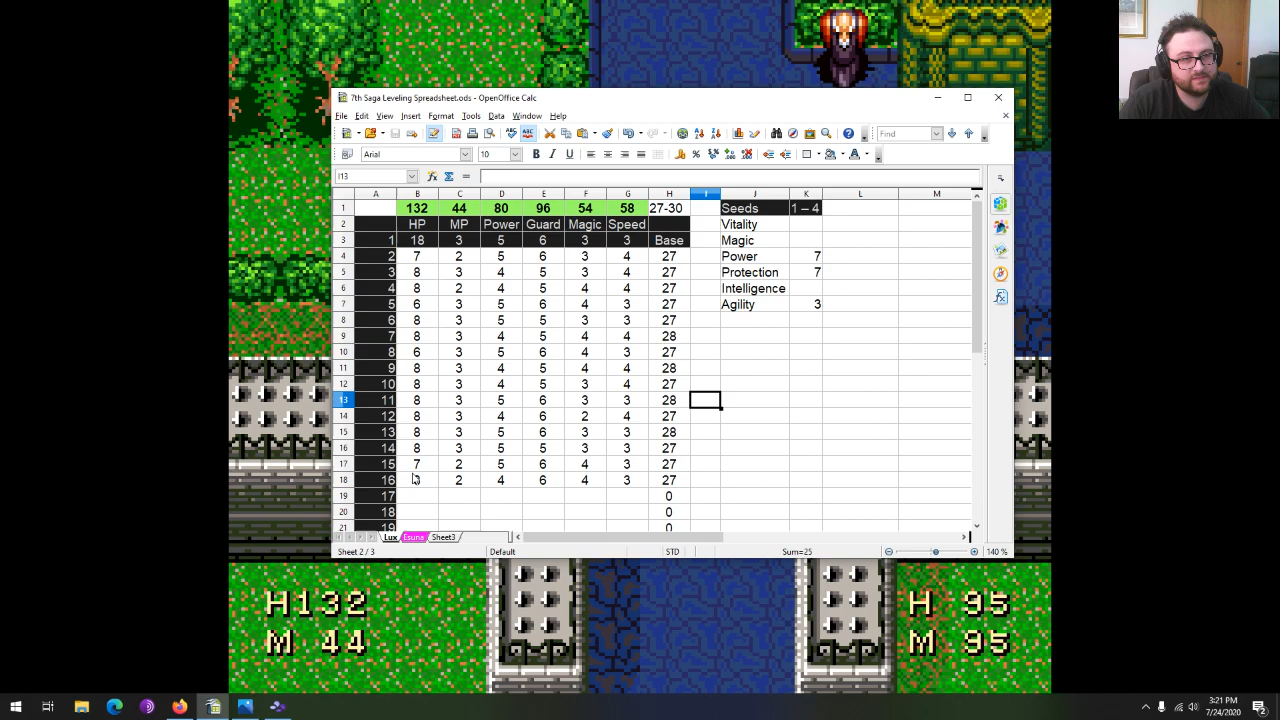 7th Saga Leveling Spreadsheet.ods - OpenOffice Calc
File Edit View Insert Format Tools Data Window Help
Find
Arial 10
I13
A B C D E F G H I J K L M
1 132 44 80 96 54 58 27-30 Seeds 1 – 4
2 HP MP Power Guard Magic Speed Vitality
3 1 18 3 5 6 3 3 Base Magic
4 2 7 2 5 6 3 4 27 Power 7
5 3 8 3 4 5 3 4 27 Protection 7
6 4 8 2 4 5 4 4 27 Intelligence
7 5 6 3 5 6 4 3 27 Agility 3
8 6 8 3 5 5 3 3 27
9 7 8 3 4 5 4 4 28
10 8 6 3 5 6 4 3 27
11 9 8 3 4 5 4 4 28
12 10 8 3 4 5 3 4 27
13 11 8 3 5 6 3 3 28
14 12 8 3 4 6 2 4 27
15 13 8 3 5 6 3 3 28
16 14 8 3 5 5 3 3 27
17 15 7 2 5 6 4 3 27
18 16 2 4 6 4 3 27
19 17 0
20 18 0
21 19 0
Lux Esuna Sheet3
Sheet 2 / 3 Default STD Sum=25 140 %
H132 H 95
M 44 M 95
3:21 PM
7/24/2020
2